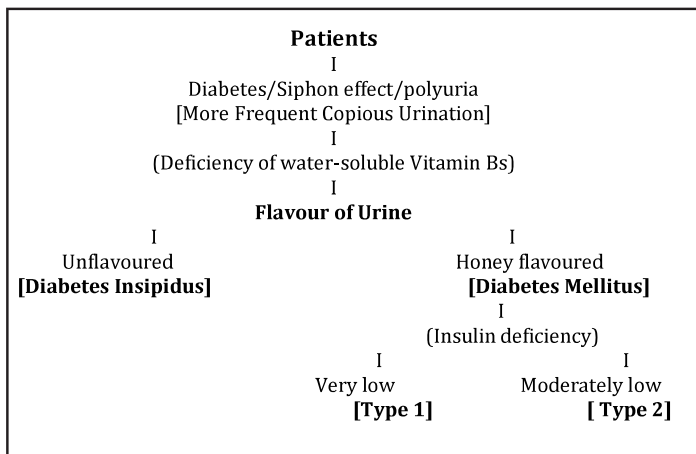 Patients
I
Diabetes/Siphon effect/polyuria
[More Frequent Copious Urination]
I
(Deficiency of water-soluble Vitamin Bs)
I
Flavour of Urine
I I
Unflavoured Honey flavoured
[Diabetes Insipidus] [Diabetes Mellitus]
I
(Insulin deficiency)
I I
Very low Moderately low
[Type 1] [ Type 2]